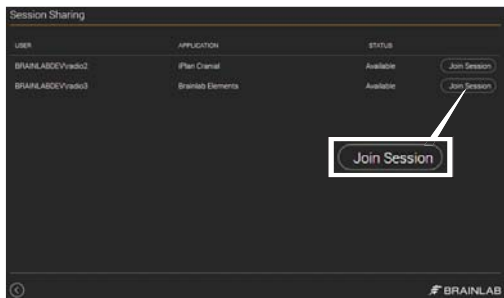 Session Sharing
USER APPLICATION STATUS
BRAINLABDEV\radio2 iPlan Cranial Available Join Session
BRAINLABDEV\radio3 Brainlab Elements Available Join Session
Join Session
BRAINLAB